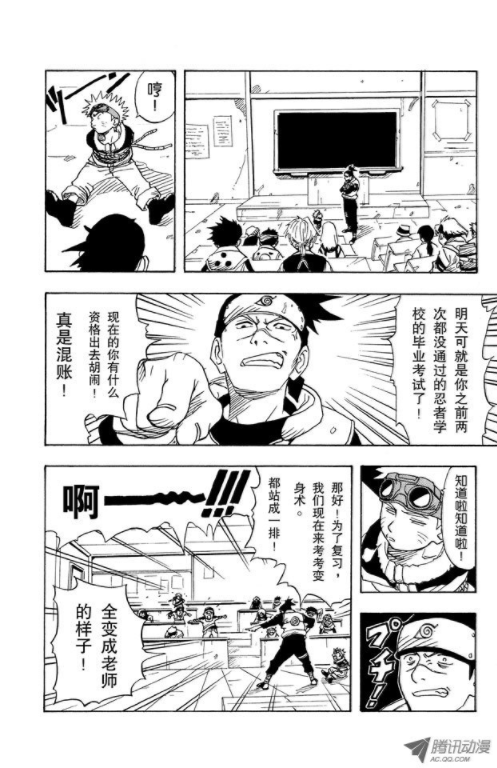 哼！
明天可就是你之前两
次都没通过的忍者学
校的毕业考试了！
现在的你有什么
资格出去胡闹！
真是混账！
知道啦知道啦！
プチ！
那好！为了复习，
我们现在来考考变
身术。
都站成一排！
全变成老师
的样子！
啊━━!!!
腾讯动漫
AC.QQ.COM